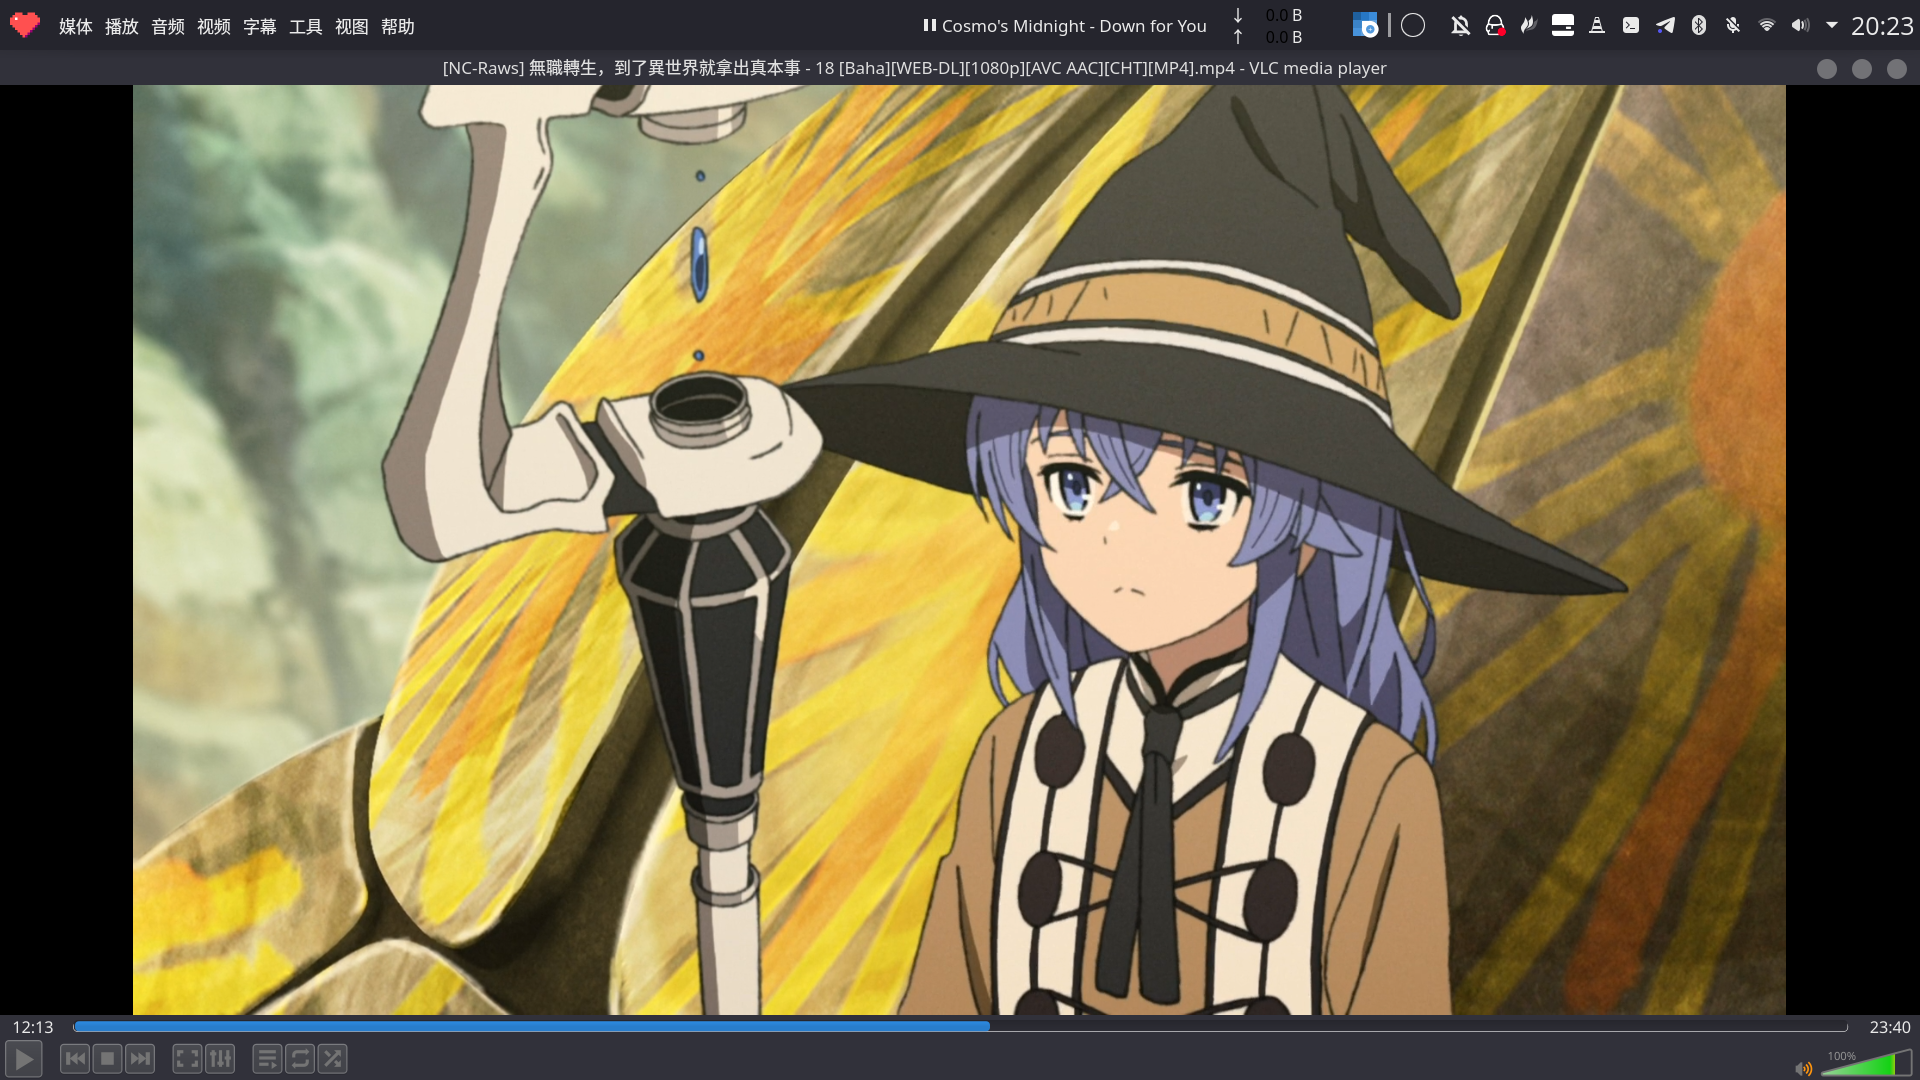 媒体 播放 音频 视频 字幕 工具 视图 帮助
Cosmo's Midnight - Down for You
↓ 0.0 B
↑ 0.0 B
20:23
[NC-Raws] 無職轉生，到了異世界就拿出真本事 - 18 [Baha][WEB-DL][1080p][AVC AAC][CHT][MP4].mp4 - VLC media player
12:13
23:40
100%